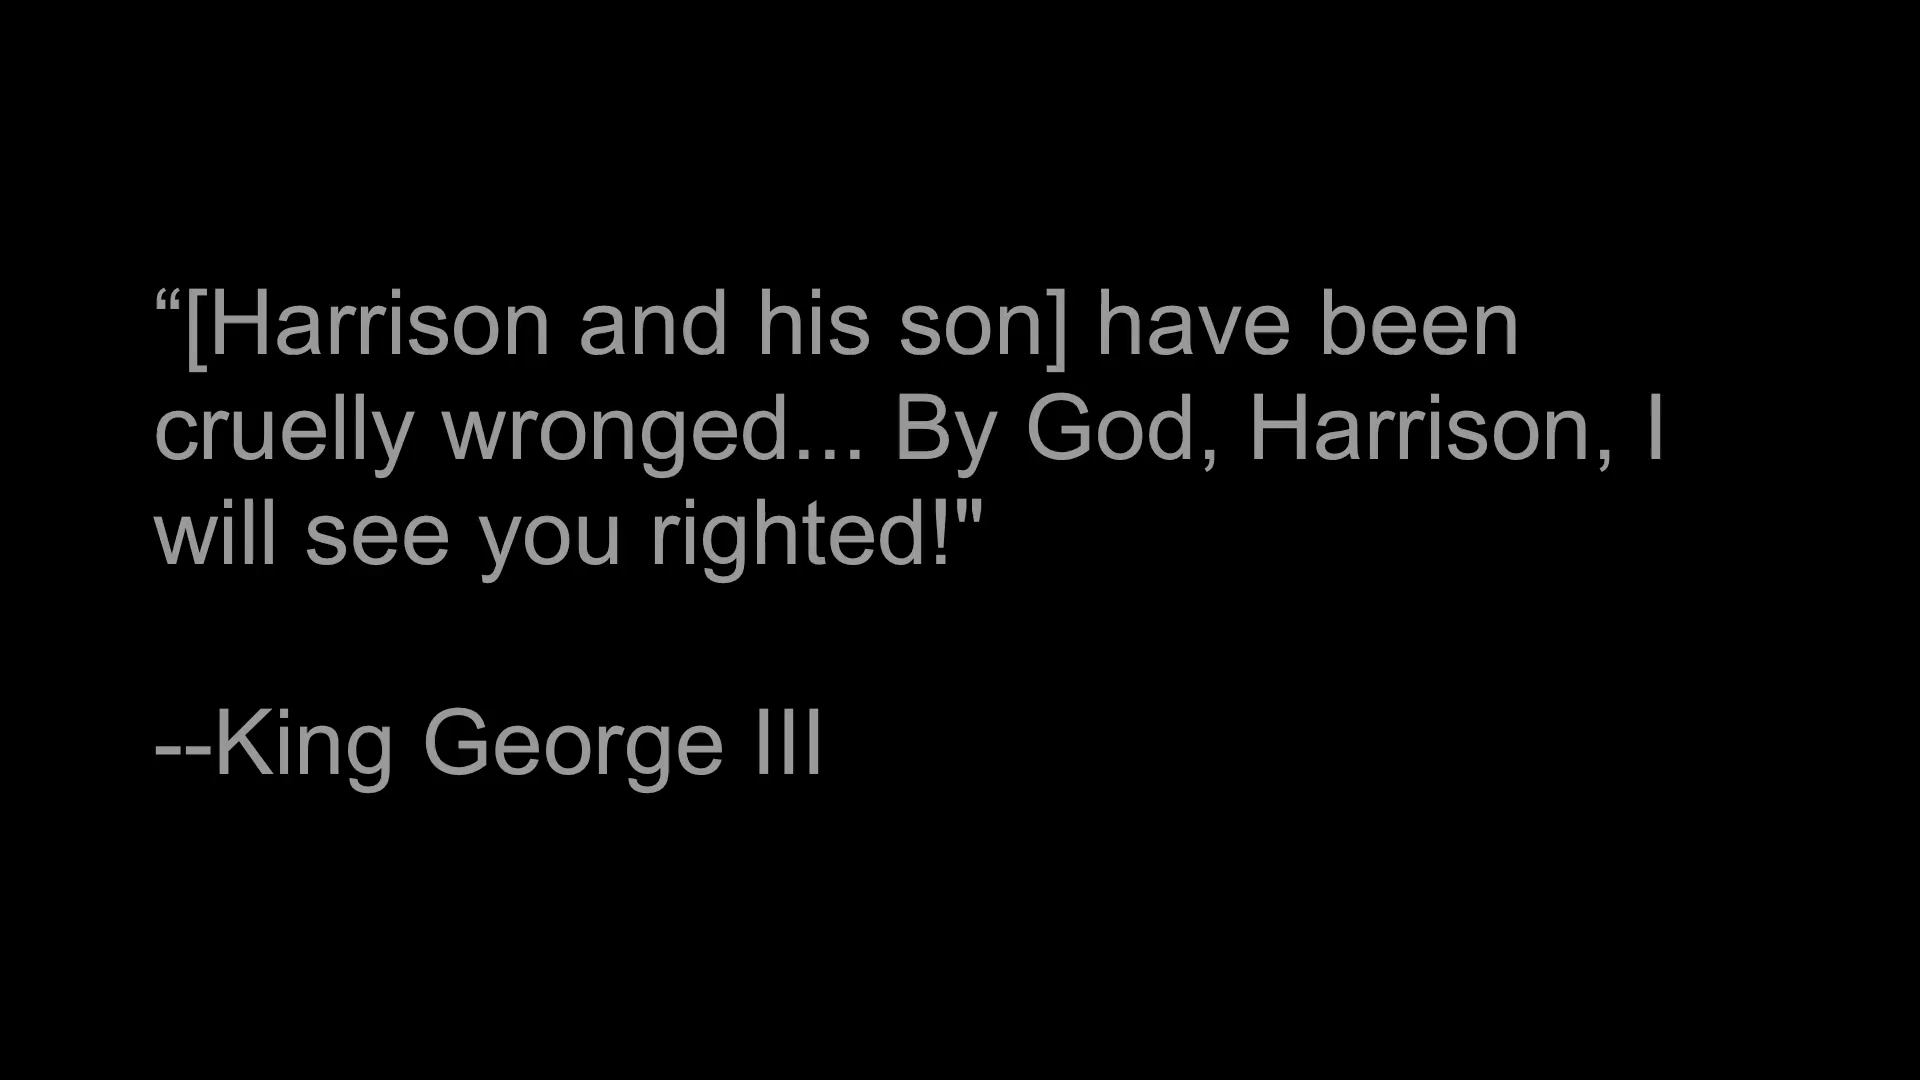 “[Harrison and his son] have been
cruelly wronged... By God, Harrison, I
will see you righted!"
--King George III